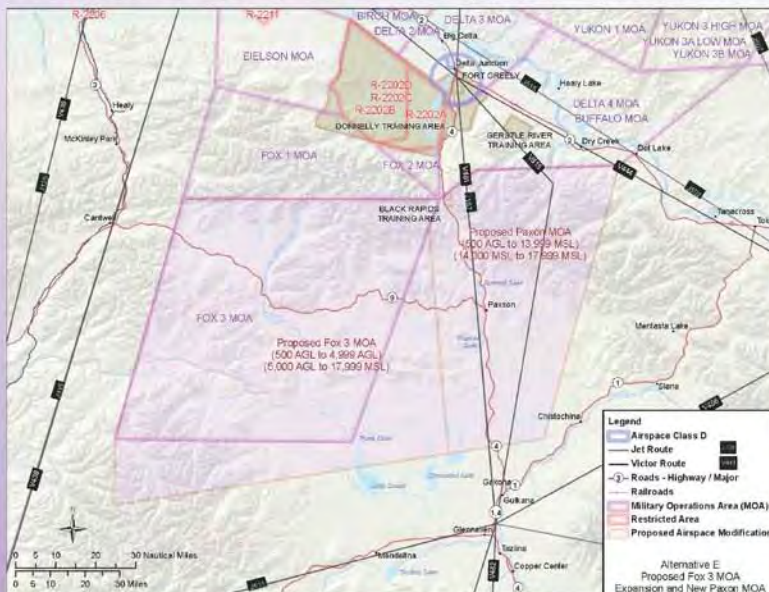 R-2206
R-2211
BIRCH MOA
DELTA 3 MOA
DELTA 2 MOA
Big Delta
YUKON 1 MOA
YUKON 3 HIGH MOA
YUKON 3A LOW MOA
YUKON 3B MOA
EIELSON MOA
Delta Junction
FORT GREELY
Healy Lake
R-2202D
R-2202C
R-2202B
R-2202A
DONNELLY TRAINING AREA
DELTA 4 MOA
BUFFALO MOA
GERSTLE RIVER
TRAINING AREA
Dry Creek
Dot Lake
Healy
McKinley Park
FOX 1 MOA
FOX 2 MOA
V444
BLACK RAPIDS
TRAINING AREA
Tanacross
Tok
Cantwell
Proposed Paxon MOA
(500 AGL to 13,999 MSL)
(14,000 MSL to 17,999 MSL)
Summit Lake
Paxson
FOX 3 MOA
Proposed Fox 3 MOA
(500 AGL to 4,999 AGL)
(5,000 AGL to 17,999 MSL)
Mentasta Lake
Slana
Chistochina
Gakona
Gulkana
Glennallen
Mendeltna
Tazlina
Copper Center
V482
N
0 5 10 20 30 Nautical Miles
0 5 10 20 30 Miles
Legend
Airspace Class D
Jet Route
Victor Route
3 Roads - Highway / Major
Railroads
Military Operations Area (MOA)
Restricted Area
Proposed Airspace Modification
Alternative E
Proposed Fox 3 MOA
Expansion and New Paxon MOA